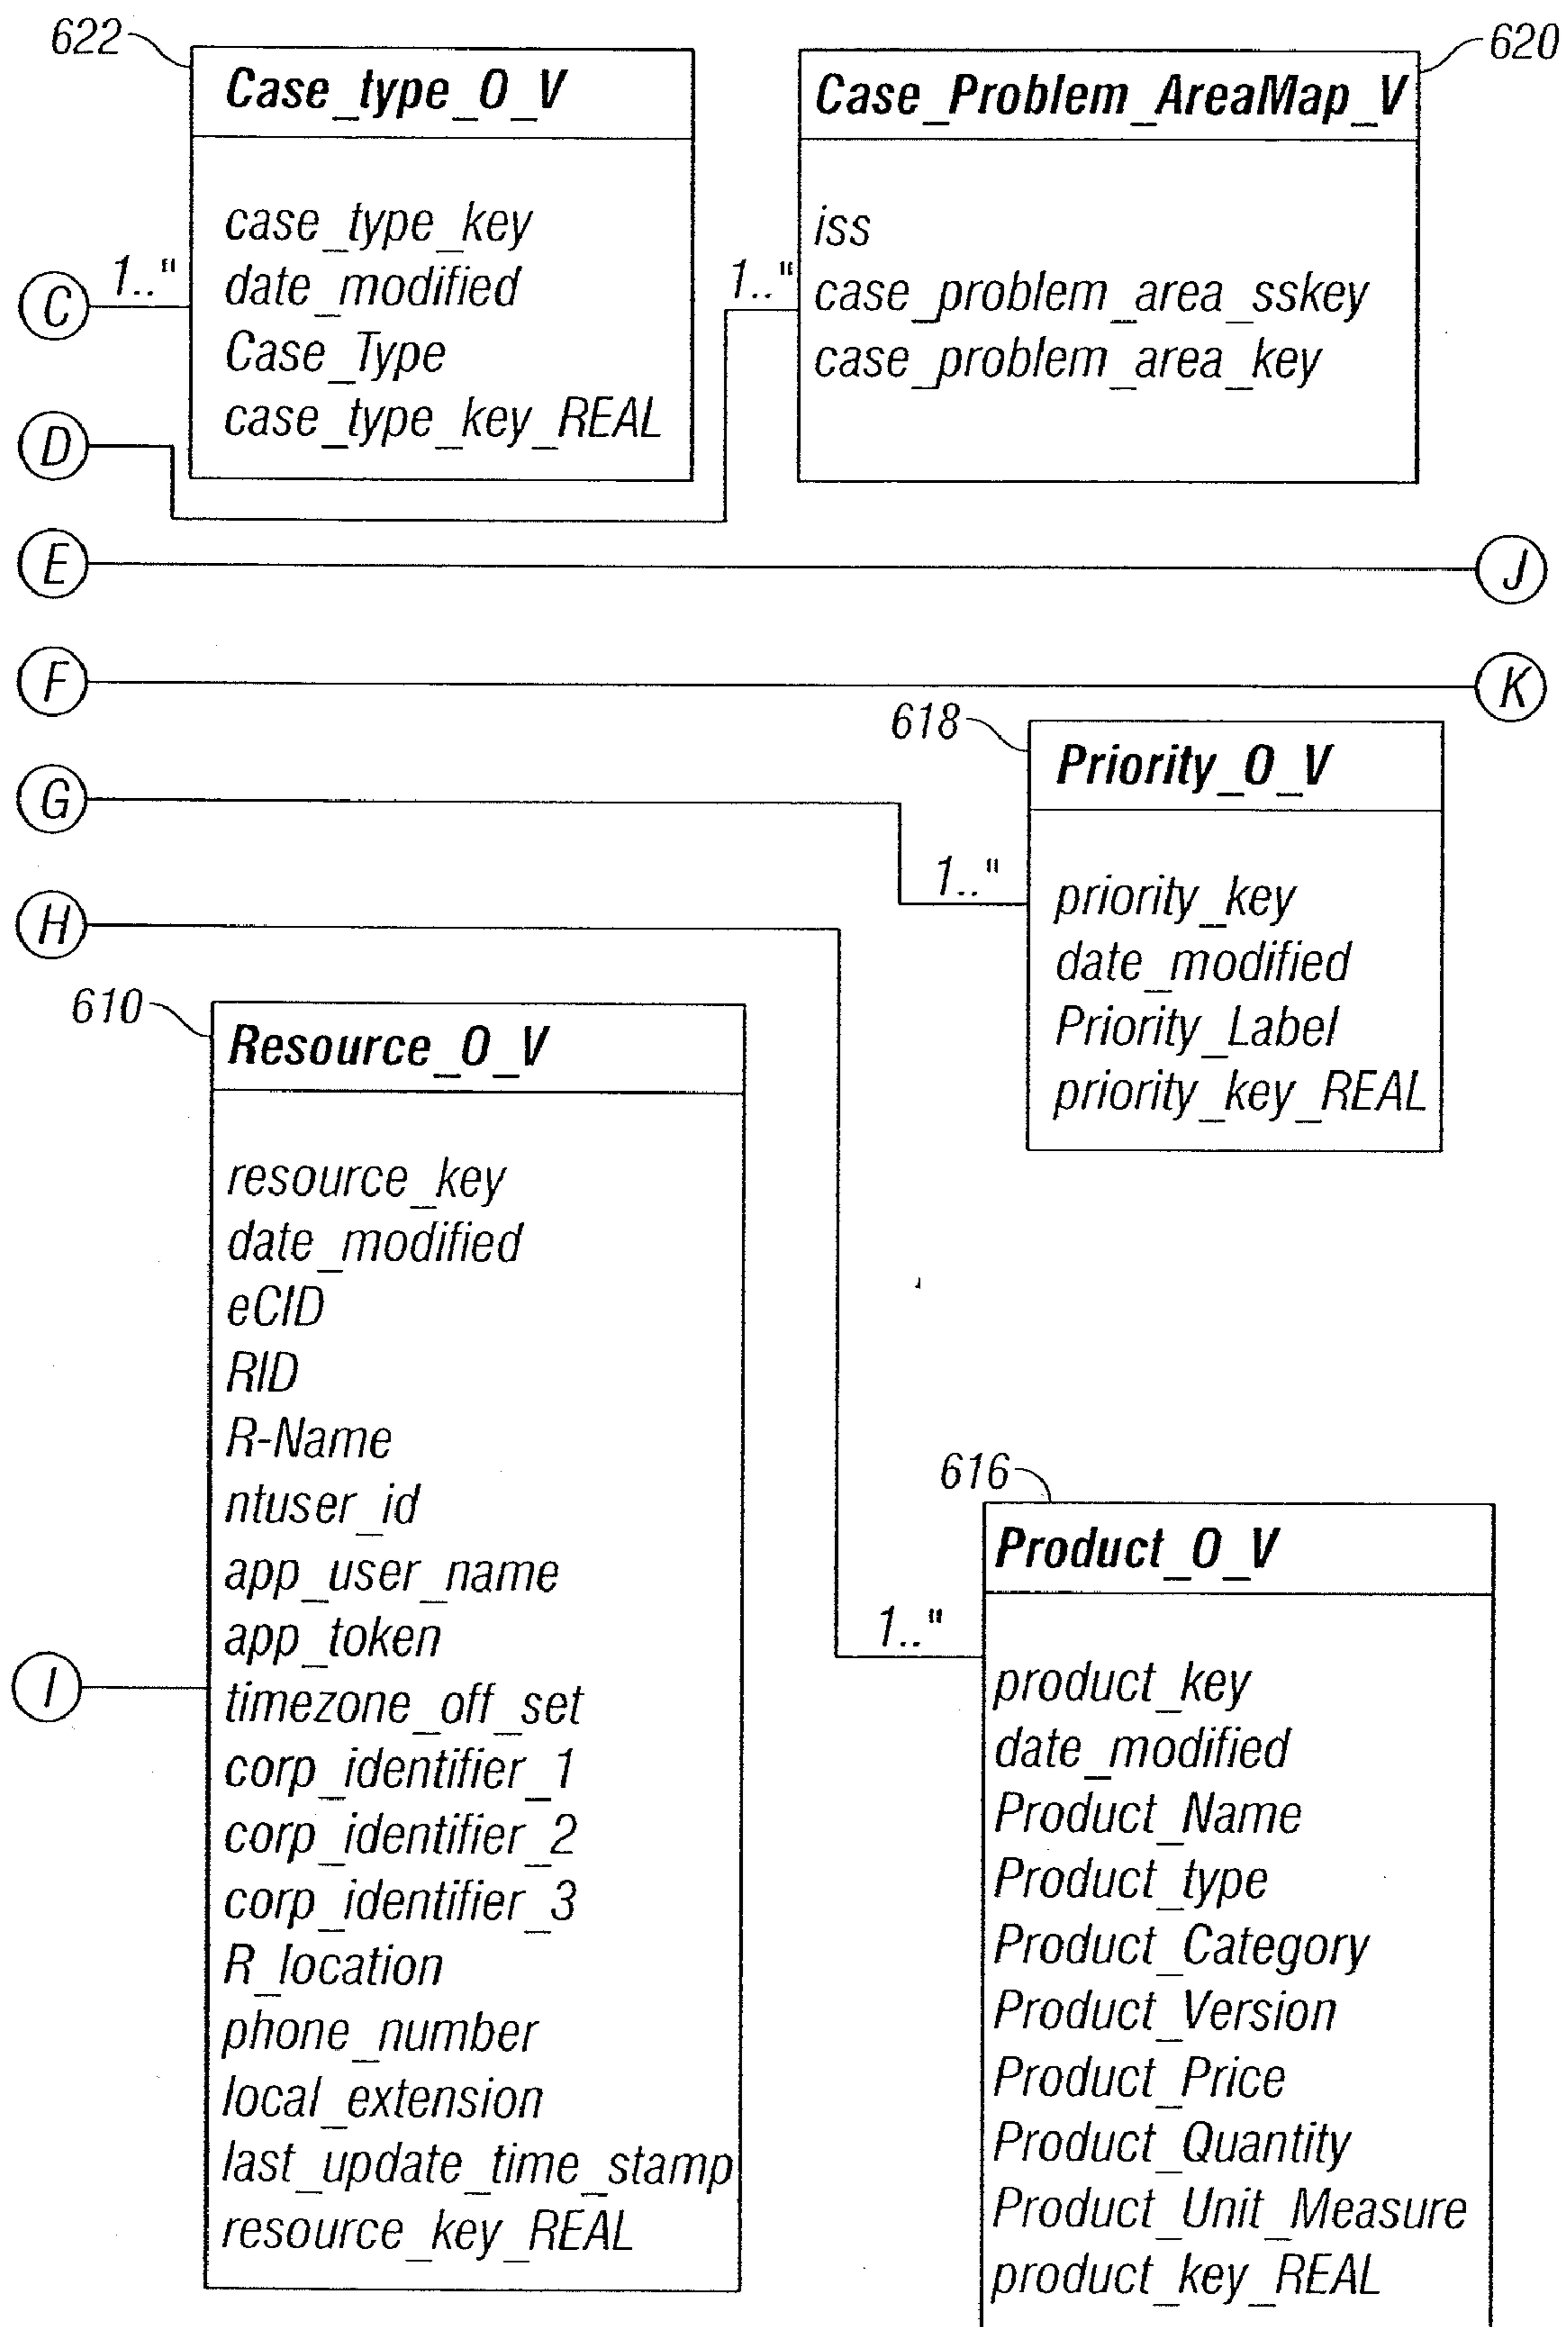 622
Case_type_O_V
case_type_key
date_modified
Case_Type
case_type_key_REAL
620
Case_Problem_AreaMap_V
iss
case_problem_area_sskey
case_problem_area_key
C
1.."
D
1.."
E
J
F
K
G
1.."
618
Priority_O_V
priority_key
date_modified
Priority_Label
priority_key_REAL
H
610
Resource_O_V
resource_key
date_modified
eCID
RID
R-Name
ntuser_id
app_user_name
app_token
timezone_off_set
corp_identifier_1
corp_identifier_2
corp_identifier_3
R_location
phone_number
local_extension
last_update_time_stamp
resource_key_REAL
I
616
Product_O_V
1.."
product_key
date_modified
Product_Name
Product_type
Product_Category
Product_Version
Product_Price
Product_Quantity
Product_Unit_Measure
product_key_REAL